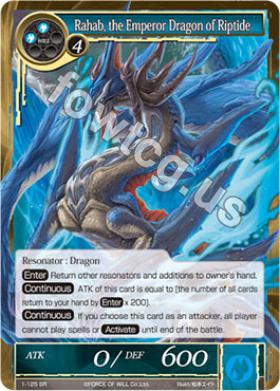 Rahab, the Emperor Dragon of Riptide
4
fowtcg.us
Resonator : Dragon
Enter Return other resonators and additions to owner's hand.
Continuous ATK of this card is equal to [the number of all cards
return to your hand by Enter x 200].
Continuous If you choose this card as an attacker, all player
cannot play spells or Activate until end of the battle.
ATK 0 / DEF 600
1-125 SR
©FORCE OF WILL Co.,Ltd.